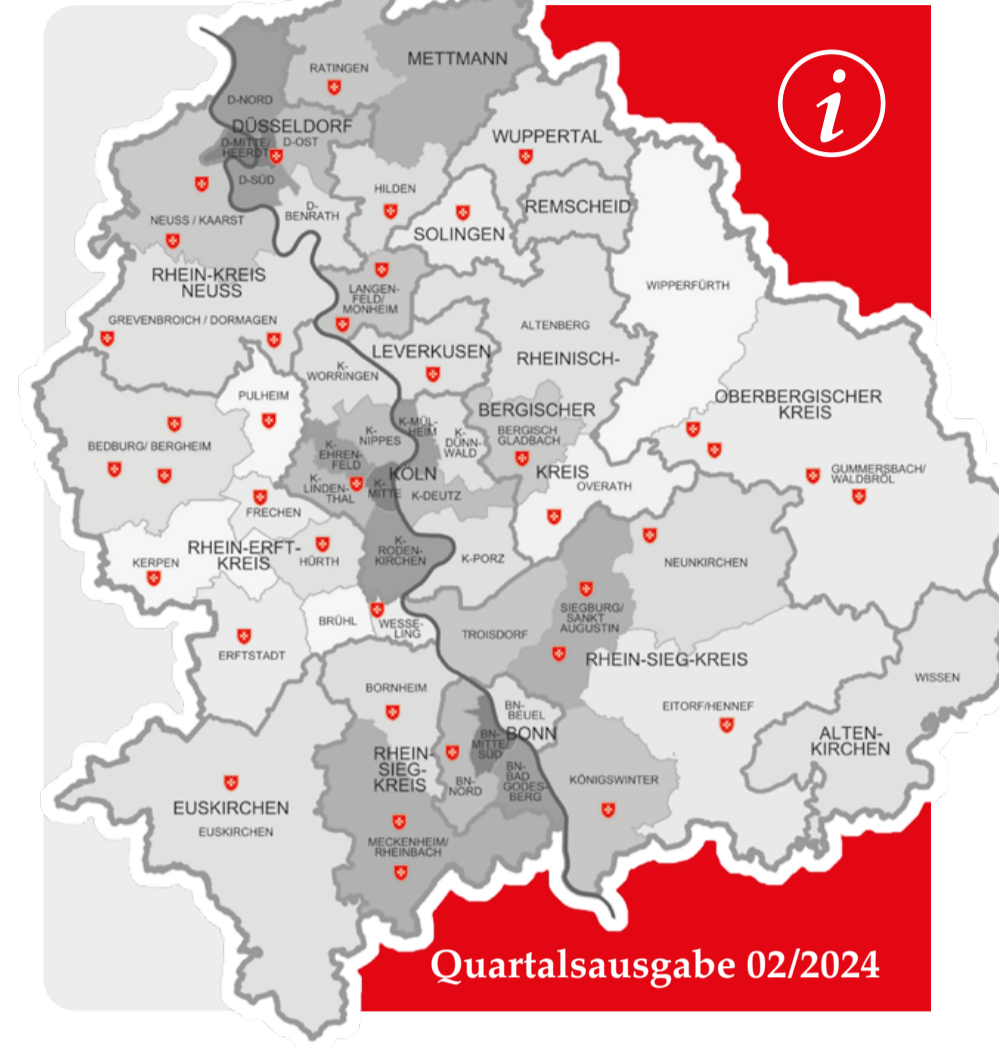 METTMANN
RATINGEN
D-NORD
DÜSSELDORF
D-MITTE/
HEERDT
D-OST
D-SÜD
WUPPERTAL
HILDEN
D-
BENRATH
REMSCHEID
SOLINGEN
NEUSS / KAARST
RHEIN-KREIS
NEUSS
LANGEN-
FELD/
MONHEIM
WIPPERFÜRTH
GREVENBROICH / DORMAGEN
ALTENBERG
LEVERKUSEN
RHEINISCH-
K-
WORRINGEN
PULHEIM
OBERBERGISCHER
KREIS
BERGISCHER
K-MÜL-
HEIM
K-
NIPPES
K-
DÜNN-
WALD
BERGISCH
GLADBACH
BEDBURG/ BERGHEIM
K-
EHREN-
FELD
KÖLN
KREIS
GUMMERSBACH/
WALDBRÖL
K-
LINDEN-
THAL
K-
MITTE
K-DEUTZ
OVERATH
FRECHEN
RHEIN-ERFT-
KREIS
KERPEN
HÜRTH
K-
RODEN-
KIRCHEN
K-PORZ
NEUNKIRCHEN
BRÜHL
WESSE-
LING
TROISDORF
SIEGBURG/
SANKT
AUGUSTIN
ERFTSTADT
RHEIN-SIEG-KREIS
WISSEN
BORNHEIM
EITORF/HENNEF
BN-
BEUEL
BN-
MITTE/
SÜD
BONN
ALTEN-
KIRCHEN
RHEIN-
SIEG-
KREIS
BN-
NORD
BN-
BAD
GODES-
BERG
KÖNIGSWINTER
EUSKIRCHEN
EUSKIRCHEN
MECKENHEIM/
RHEINBACH
i
Quartalsausgabe 02/2024